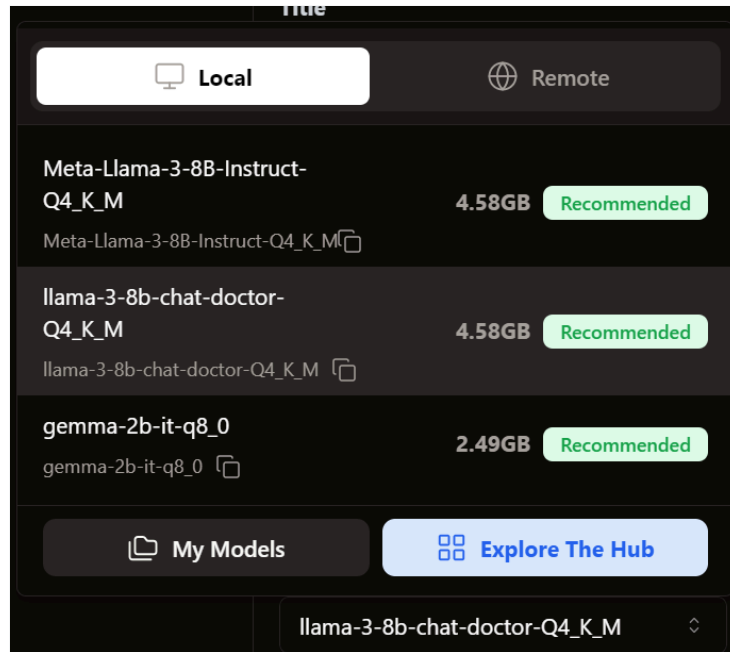 Title
Local
Remote
Meta-Llama-3-8B-Instruct-
Q4_K_M
4.58GB
Recommended
Meta-Llama-3-8B-Instruct-Q4_K_M
llama-3-8b-chat-doctor-
Q4_K_M
4.58GB
Recommended
llama-3-8b-chat-doctor-Q4_K_M
gemma-2b-it-q8_0
2.49GB
Recommended
gemma-2b-it-q8_0
My Models
Explore The Hub
llama-3-8b-chat-doctor-Q4_K_M